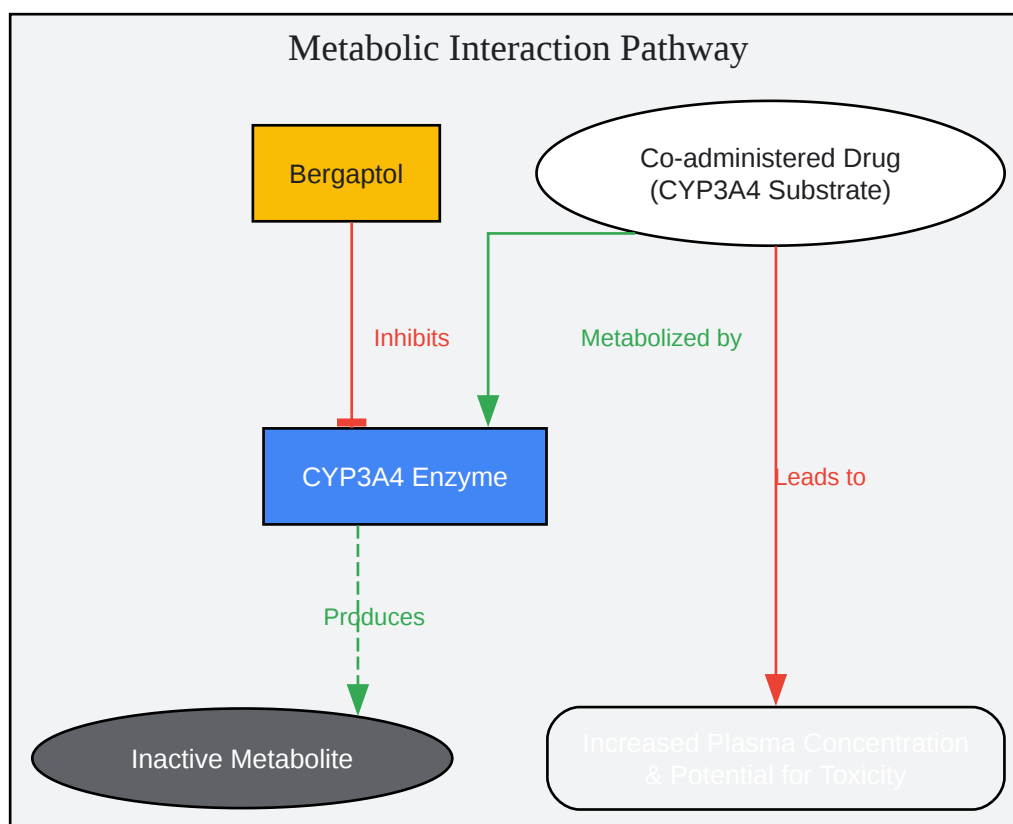 Metabolic Interaction Pathway
Bergaptol
Co-administered Drug
(CYP3A4 Substrate)
Inhibits
Metabolized by
CYP3A4 Enzyme
Leads to
Produces
Inactive Metabolite
Increased Plasma Concentration
& Potential for Toxicity